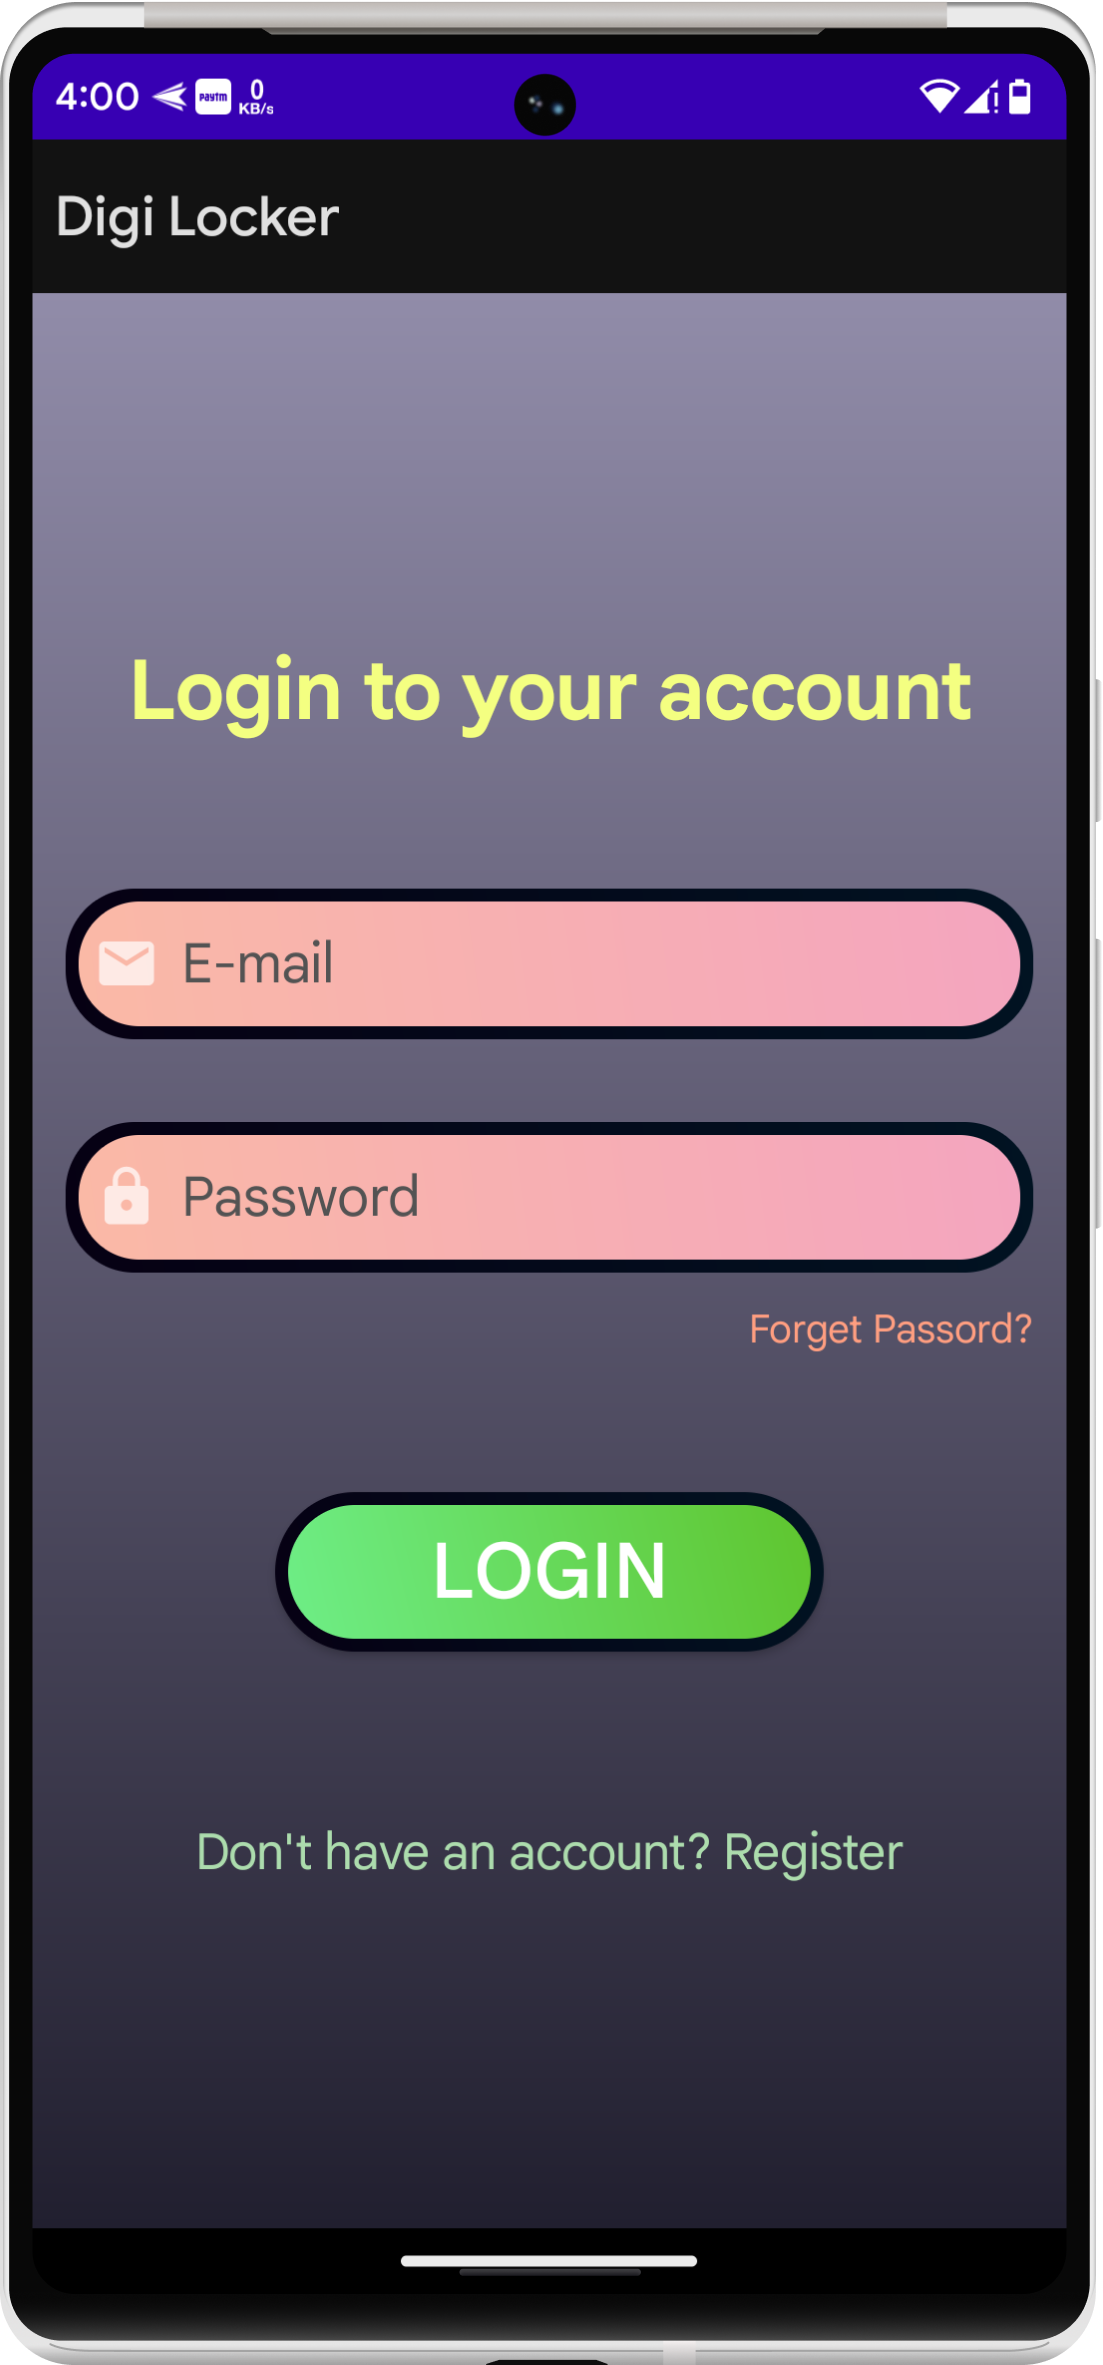 4:00 paytm 0 KB/s
Digi Locker
Login to your account
E-mail
Password
Forget Passord?
LOGIN
Don't have an account? Register